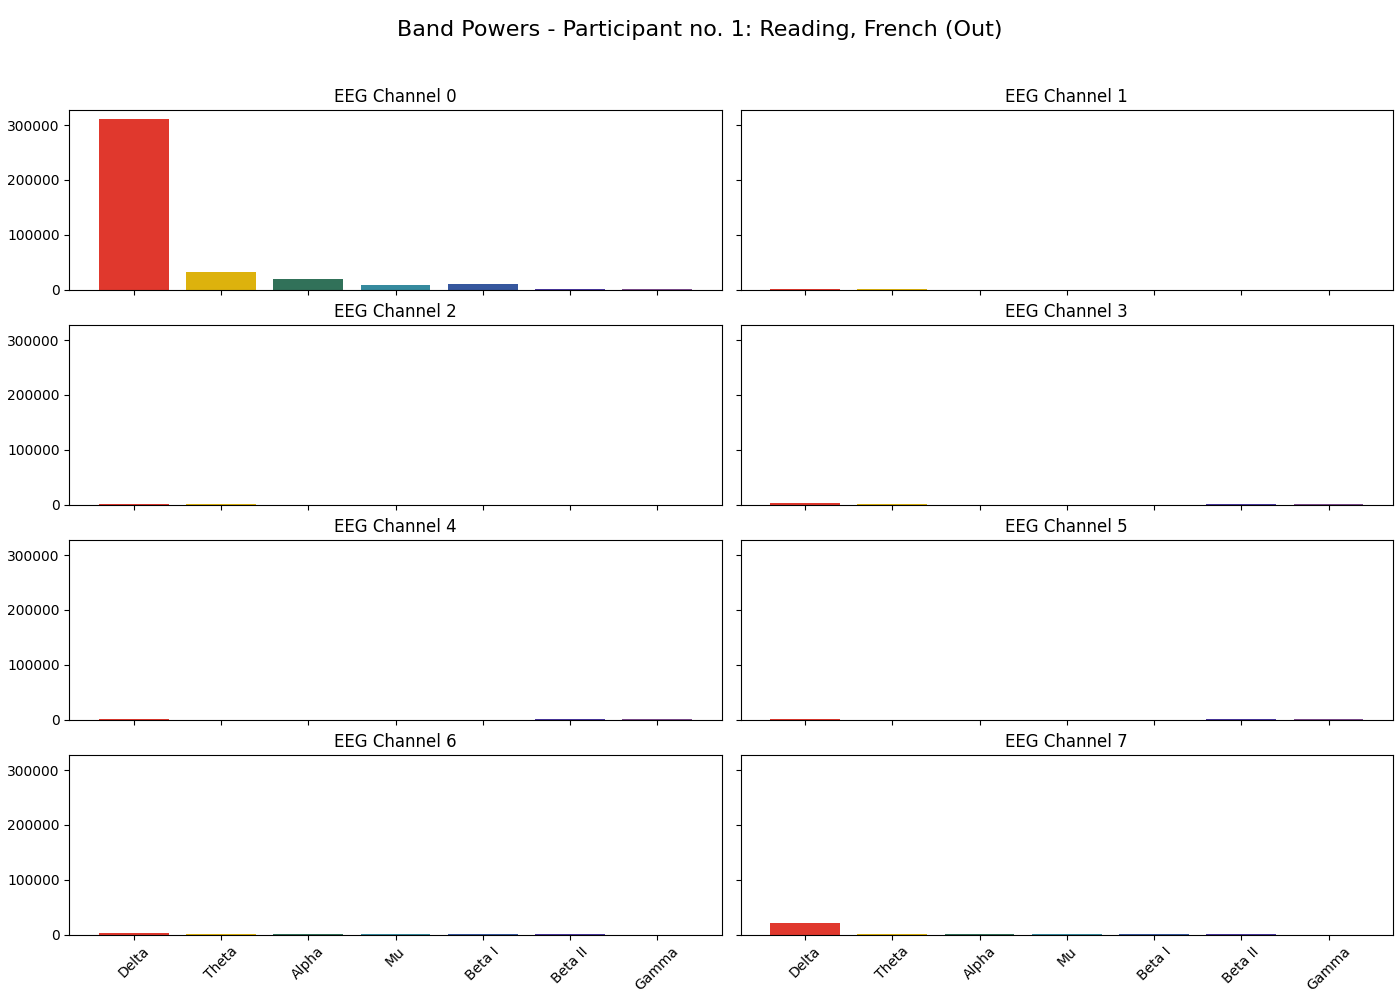 Band Powers - Participant no. 1: Reading, French (Out)
EEG Channel 0
EEG Channel 1
300000
200000
100000
0
EEG Channel 2
EEG Channel 3
300000
200000
100000
0
EEG Channel 4
EEG Channel 5
300000
200000
100000
0
EEG Channel 6
EEG Channel 7
300000
200000
100000
0
Delta Theta Alpha Mu Beta I Beta II Gamma
Delta Theta Alpha Mu Beta I Beta II Gamma